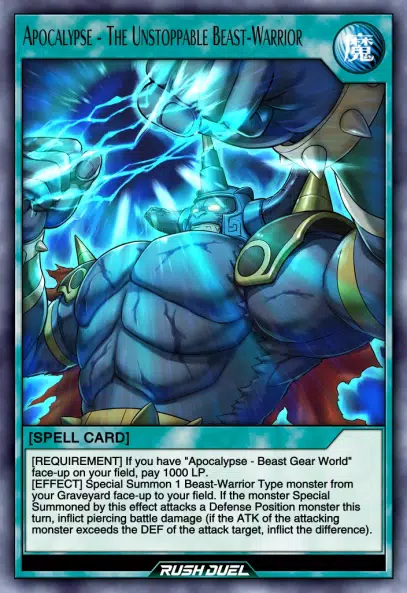 Apocalypse - The Unstoppable Beast-Warrior
魔
[SPELL CARD]
[REQUIREMENT] If you have "Apocalypse - Beast Gear World"
face-up on your field, pay 1000 LP.
[EFFECT] Special Summon 1 Beast-Warrior Type monster from
your Graveyard face-up to your field. If the monster Special
Summoned by this effect attacks a Defense Position monster this
turn, inflict piercing battle damage (if the ATK of the attacking
monster exceeds the DEF of the attack target, inflict the difference).
RUSH DUEL